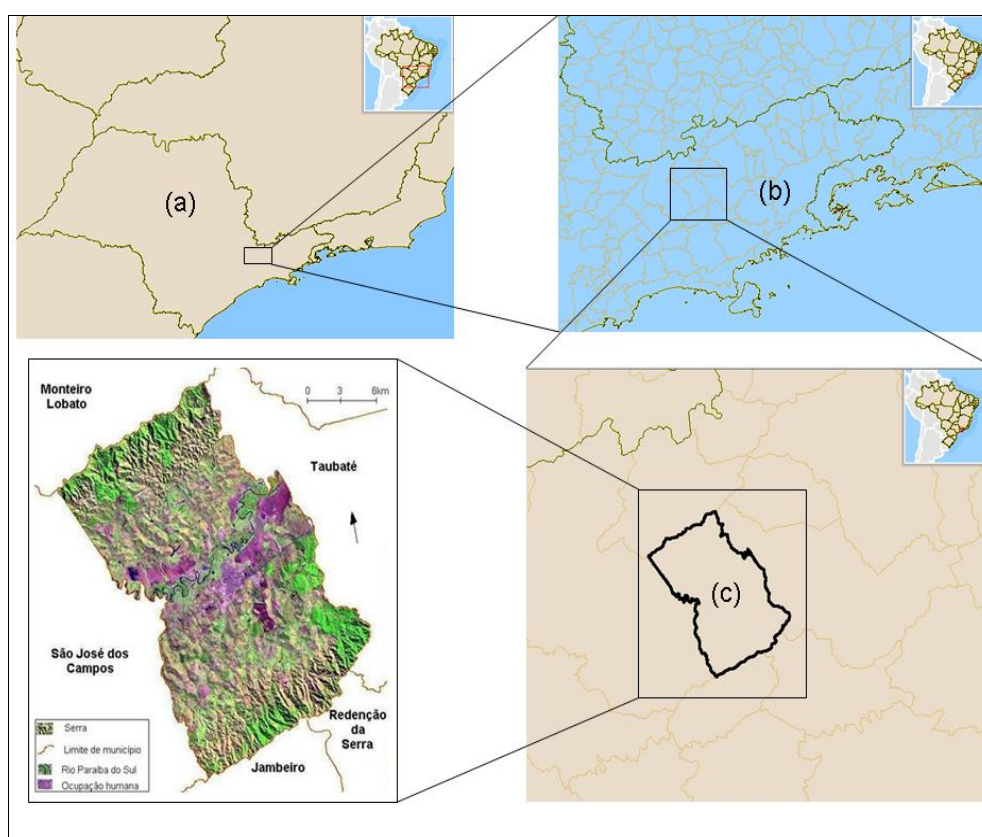 (a)
(b)
Monteiro
Lobato
0 3 6km
Taubaté
São José dos
Campos
Redenção
da
Serra
Jambeiro
Serra
Limite de município
Rio Paraíba do Sul
Ocupação humana
(c)